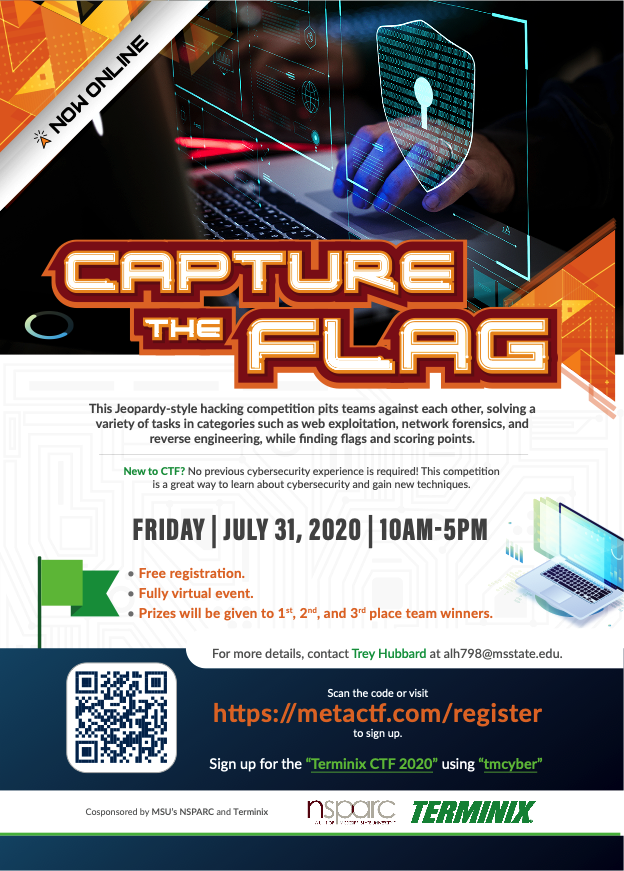 NOW ONLINE
CAPTURE
THE FLAG
This Jeopardy-style hacking competition pits teams against each other, solving a
variety of tasks in categories such as web exploitation, network forensics, and
reverse engineering, while finding flags and scoring points.
New to CTF? No previous cybersecurity experience is required! This competition
is a great way to learn about cybersecurity and gain new techniques.
FRIDAY | JULY 31, 2020 | 10AM-5PM
• Free registration.
• Fully virtual event.
• Prizes will be given to 1st, 2nd, and 3rd place team winners.
For more details, contact Trey Hubbard at alh798@msstate.edu.
Scan the code or visit
https://metactf.com/register
to sign up.
Sign up for the “Terminix CTF 2020” using “tmcyber”
Cosponsored by MSU's NSPARC and Terminix
nsparc
TERMINIX